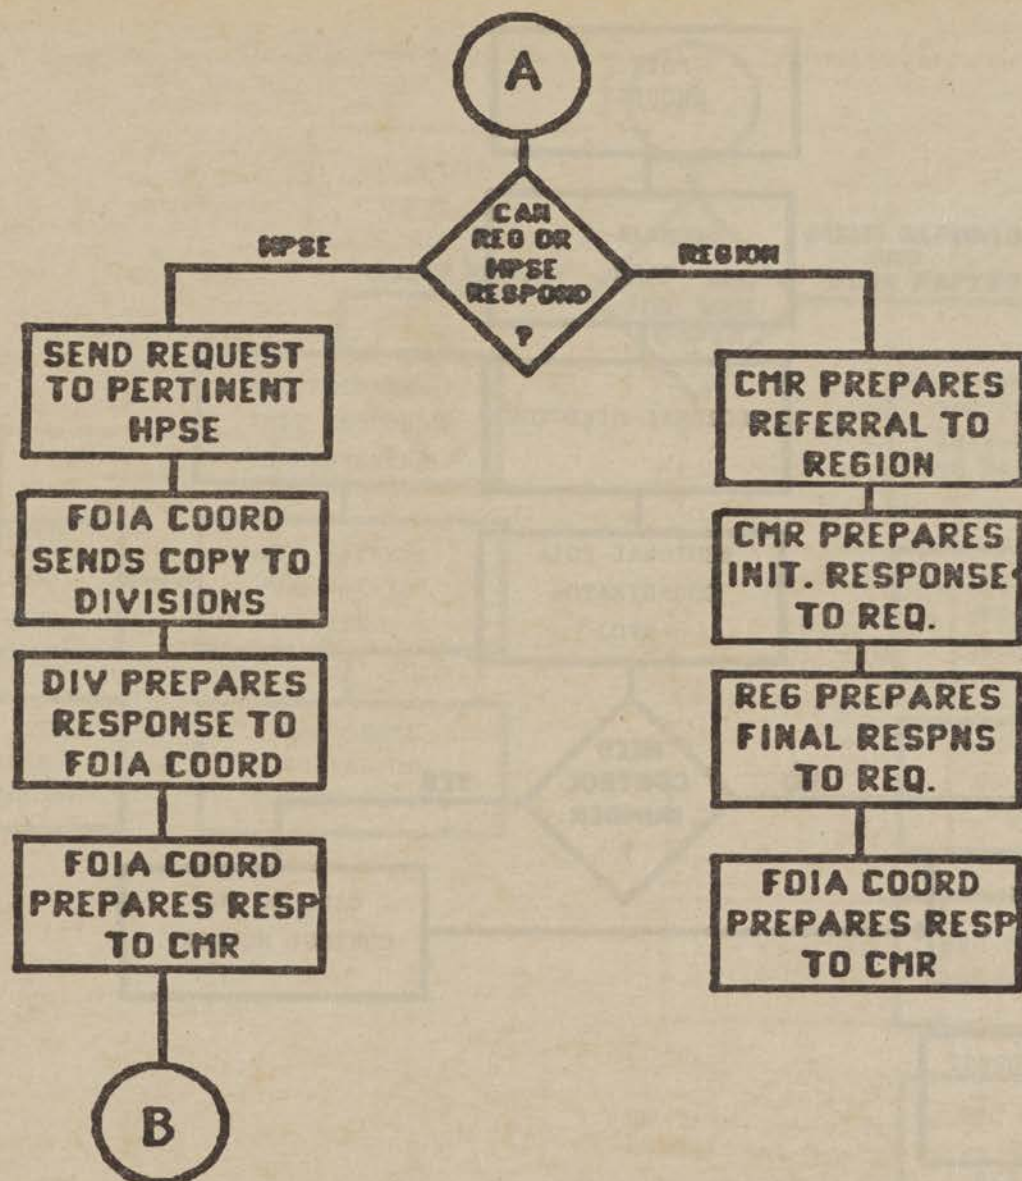 A
CAN
REG OR
HPSE
RESPOND
?
HPSE
REGION
SEND REQUEST
TO PERTINENT
HPSE
FOIA COORD
SENDS COPY TO
DIVISIONS
DIV PREPARES
RESPONSE TO
FOIA COORD
FOIA COORD
PREPARES RESP
TO CMR
B
CMR PREPARES
REFERRAL TO
REGION
CMR PREPARES
INIT. RESPONSE
TO REQ.
REG PREPARES
FINAL RESPNS
TO REQ.
FOIA COORD
PREPARES RESP
TO CMR